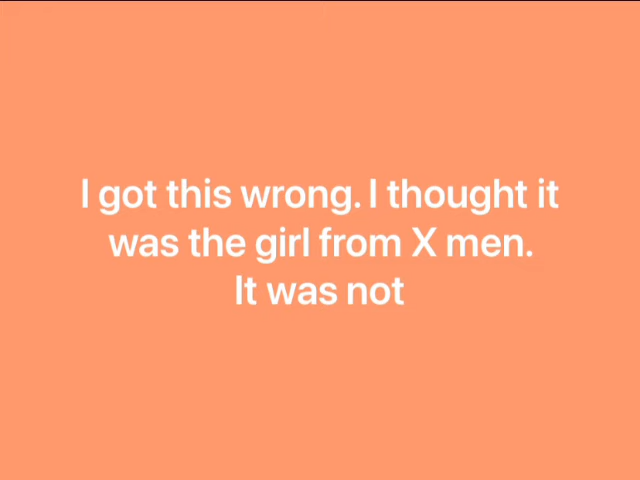 I got this wrong. I thought it
was the girl from X men.
It was not